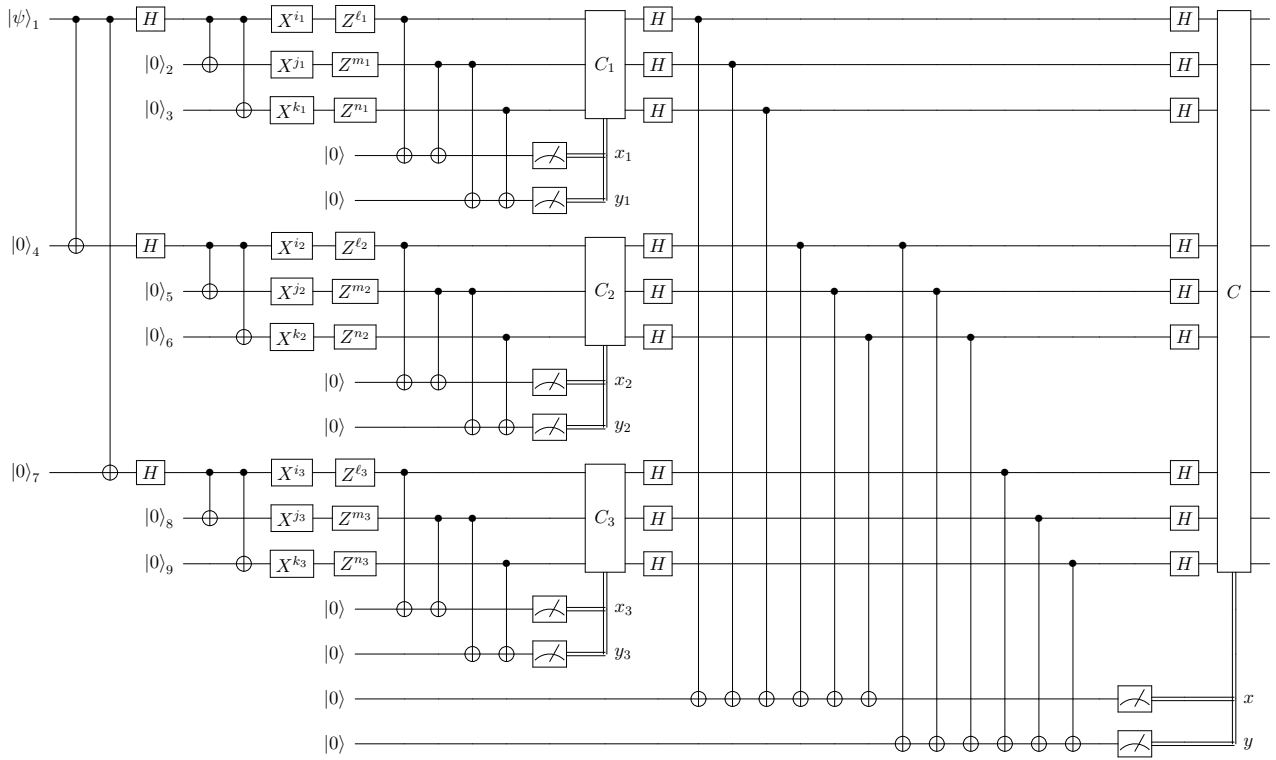 |ψ⟩₁ H X^{i₁} Z^{ℓ₁} C₁ H H
|0⟩₂ X^{j₁} Z^{m₁} H H
|0⟩₃ X^{k₁} Z^{n₁} H H
|0⟩ x₁
|0⟩ y₁
|0⟩₄ H X^{i₂} Z^{ℓ₂} C₂ H H
|0⟩₅ X^{j₂} Z^{m₂} H H C
|0⟩₆ X^{k₂} Z^{n₂} H H
|0⟩ x₂
|0⟩ y₂
|0⟩₇ H X^{i₃} Z^{ℓ₃} C₃ H H
|0⟩₈ X^{j₃} Z^{m₃} H H
|0⟩₉ X^{k₃} Z^{n₃} H H
|0⟩ x₃
|0⟩ y₃
|0⟩ x
|0⟩ y